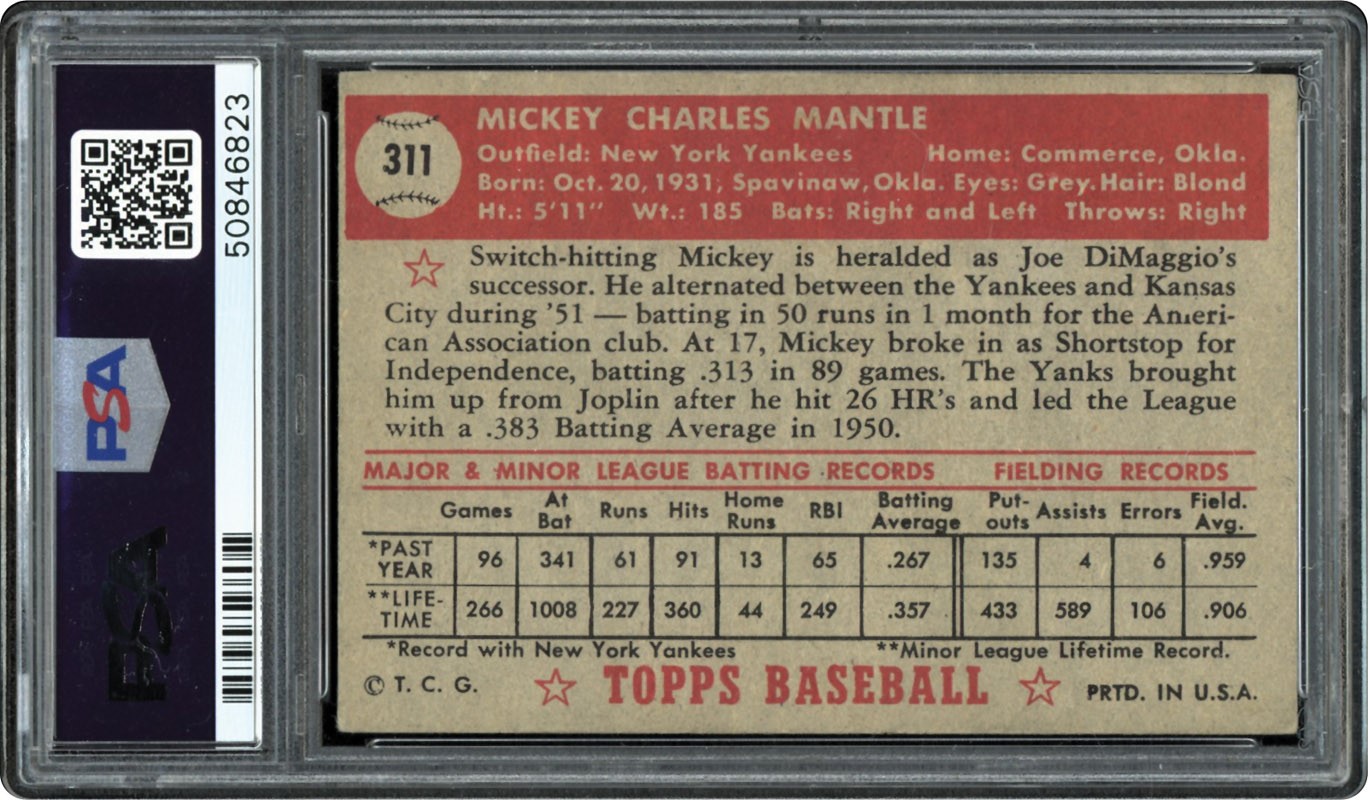 50846823
PSA
PSA
311
MICKEY CHARLES MANTLE
Outfield: New York Yankees Home: Commerce, Okla.
Born: Oct. 20, 1931; Spavinaw, Okla. Eyes: Grey. Hair: Blond
Ht.: 5'11" Wt.: 185 Bats: Right and Left Throws: Right
Switch-hitting Mickey is heralded as Joe DiMaggio's
successor. He alternated between the Yankees and Kansas
City during '51 — batting in 50 runs in 1 month for the Ameri-
can Association club. At 17, Mickey broke in as Shortstop for
Independence, batting .313 in 89 games. The Yanks brought
him up from Joplin after he hit 26 HR's and led the League
with a .383 Batting Average in 1950.
MAJOR & MINOR LEAGUE BATTING RECORDS FIELDING RECORDS
Games At Bat Runs Hits Home Runs RBI Batting Average Put-outs Assists Errors Field. Avg.
*PAST YEAR 96 341 61 91 13 65 .267 135 4 6 .959
**LIFE-TIME 266 1008 227 360 44 249 .357 433 589 106 .906
*Record with New York Yankees **Minor League Lifetime Record.
© T. C. G. TOPPS BASEBALL PRTD. IN U.S.A.